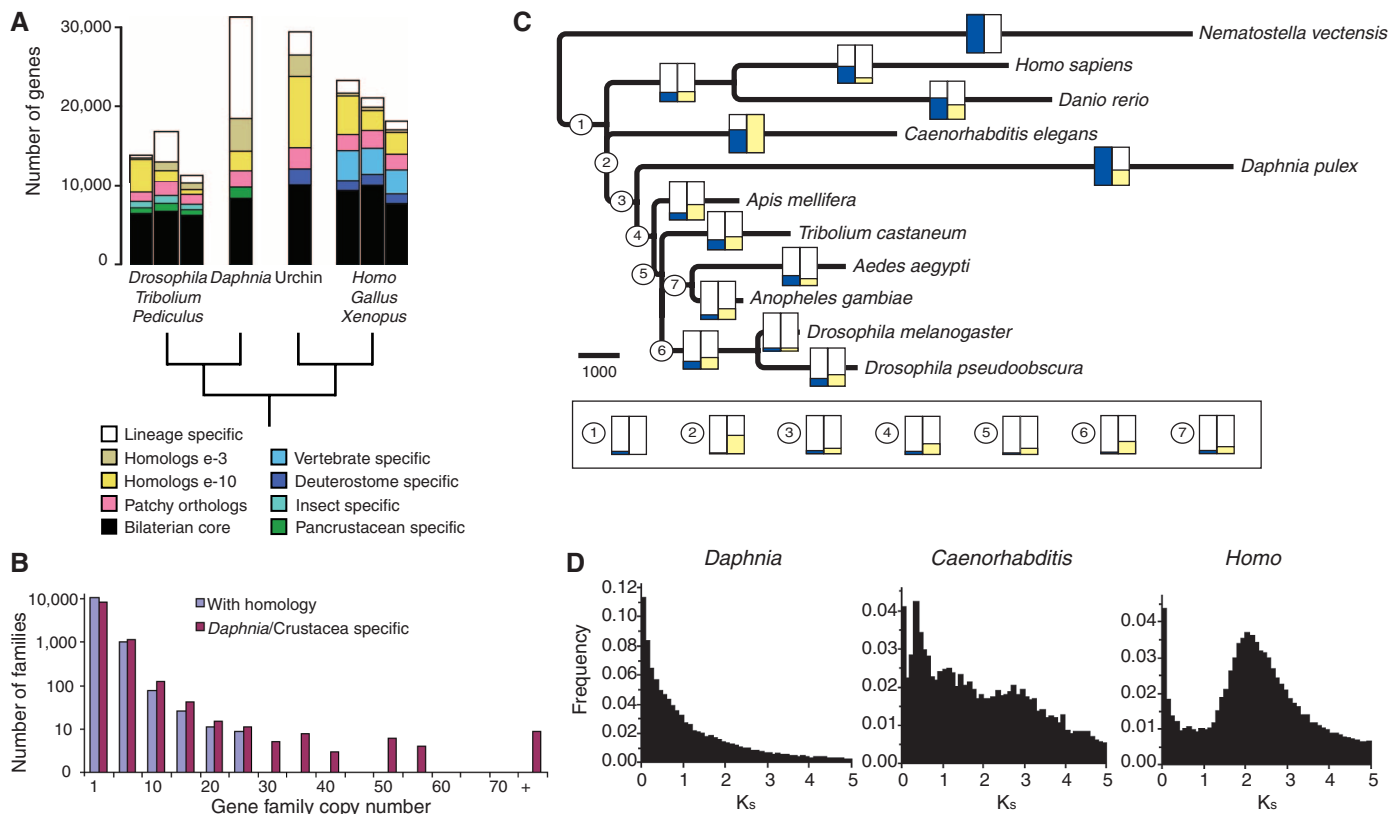 A
Number of genes
30,000
20,000
10,000
0
Drosophila
Tribolium
Pediculus
Daphnia
Urchin
Homo
Gallus
Xenopus
Lineage specific
Homologs e-3
Homologs e-10
Patchy orthologs
Bilaterian core
Vertebrate specific
Deuterostome specific
Insect specific
Pancrustacean specific
B
Number of families
10,000
1,000
100
10
0
With homology
Daphnia/Crustacea specific
1 10 20 30 40 50 60 70 +
Gene family copy number
C
Nematostella vectensis
Homo sapiens
Danio rerio
1
Caenorhabditis elegans
2
Daphnia pulex
3
Apis mellifera
4
Tribolium castaneum
5
Aedes aegypti
7
Anopheles gambiae
Drosophila melanogaster
6
Drosophila pseudoobscura
1000
1 2 3 4 5 6 7
D
Daphnia
Frequency
0.12
0.10
0.08
0.06
0.04
0.02
0.00
0 1 2 3 4 5
Ks
Caenorhabditis
0.04
0.03
0.02
0.01
0.00
0 1 2 3 4 5
Ks
Homo
0.04
0.03
0.02
0.01
0.00
0 1 2 3 4 5
Ks